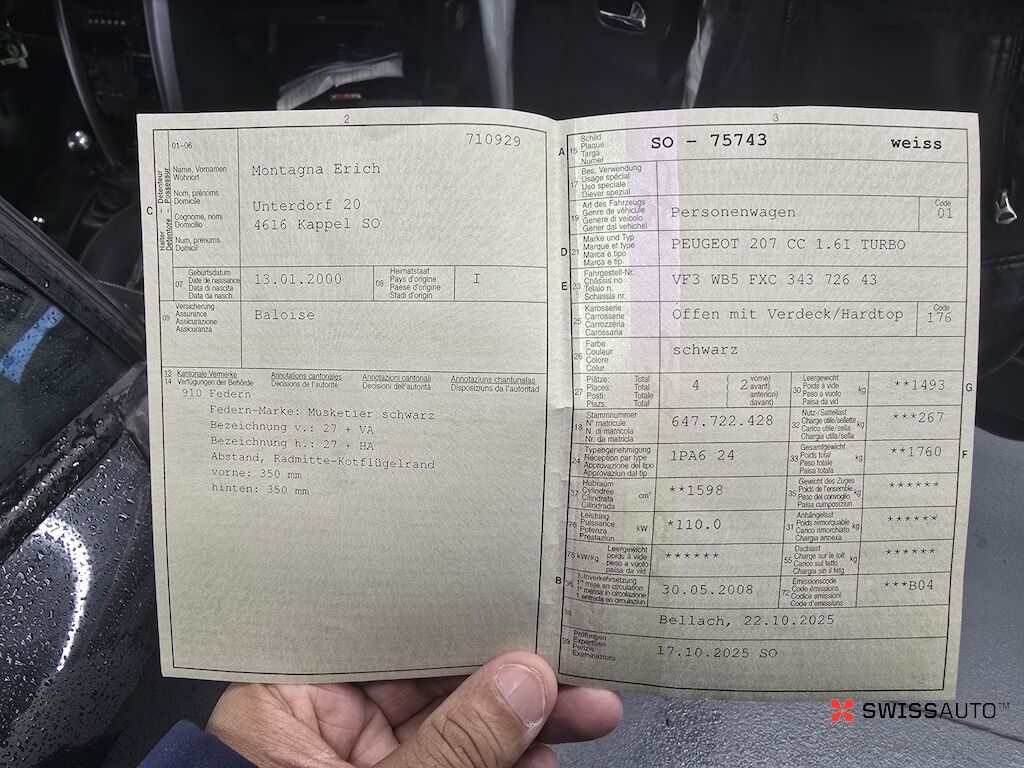 2
710929
01-06
C
Halter Détenteur
Detentore Possessur
Name, Vornamen
Wohnort
Nom, prénoms
Domicile
Cognome, nomi
Domicilio
Num, prenums
Domicil
Montagna Erich
Unterdorf 20
4616 Kappel SO
07
Geburtsdatum
Date de naissance
Data di nascita
Data da nasch.
13.01.2000
08
Heimatstaat
Pays d'origine
Paese d'origine
Stadi d'origin
I
09
Versicherung
Assurance
Assicurazione
Assicuranza
Baloise
13
14
Kantonale Vermerke
Verfügungen der Behörde
Annotations cantonales
Décisions de l'autorité
Annotazioni cantonali
Decisioni dell'autorità
Annotaziuns chantunalas
Disposiziuns da l'autoritad
910 Federn
Federn-Marke: Musketier schwarz
Bezeichnung v.: 27 + VA
Bezeichnung h.: 27 + HA
Abstand, Radmitte-Kotflügelrand
vorne: 350 mm
hinten: 350 mm
3
A
15
Schild
Plaque
Targa
Numer
SO - 75743 weiss
17
Bes. Verwendung
Usage spécial
Uso speciale
Diever spezial
19
Art des Fahrzeugs
Genre de véhicule
Genere di veicolo
Gener dal vehichel
Personenwagen
Code
01
D
21
Marke und Typ
Marque et type
Marca e tipo
Marca e tip
PEUGEOT 207 CC 1.6I TURBO
E
23
Fahrgestell-Nr.
Châssis no
Telaio n.
Schassis nr.
VF3 WB5 FXC 343 726 43
25
Karosserie
Carrosserie
Carrozzeria
Carossaria
Offen mit Verdeck/Hardtop
Code
176
26
Farbe
Couleur
Colore
Colur
schwarz
27
Plätze: Total
Places: Total
Posti: Totale
Plazs: Total
4
( 2
vorne)
avant)
anteriori)
davant)
30
Leergewicht
Poids à vide
Peso a vuoto
Paisa da vid
kg
**1493
G
18
Stammnummer
N° matricule
N. di matricola
Nr. da matricla
647.722.428
32
Nutz-/Sattellast
Charge utile/sellette
Carico utile/sella
Chargia utila/sella
kg
***267
24
Typengenehmigung
Réception par type
Approvazione del tipo
Approvaziun dal tip
1PA6 24
33
Gesamtgewicht
Poids total
Peso totale
Paisa totala
kg
**1760
F
37
Hubraum
Cylindrée
Cilindrata
Cilindrada
cm³
**1598
35
Gewicht des Zuges
Poids de l'ensemble
Peso del convoglio
Paisa cumposiziun
kg
******
76
Leistung
Puissance
Potenza
Prestaziun
kW
*110.0
31
Anhängelast
Poids remorquable
Carico rimorchiato
Chargia annexa
kg
******
78 kW/kg
Leergewicht
poids à vide
peso a vuoto
paisa da vid
******
55
Dachlast
Charge sur le toit
Carico sul tetto
Chargia sin il tetg
kg
******
B
36
1. Inverkehrsetzung
1re mise en circulation
1a messa in circolazione
1. entrada en circulaziun
30.05.2008
72
Emissionscode
Code émissions
Codice emissioni
Code d'emissiuns
***B04
38
Bellach, 22.10.2025
39
Prüfungen
Expertises
Perizie
Examinaziuns
17.10.2025 SO
SWISSAUTO™